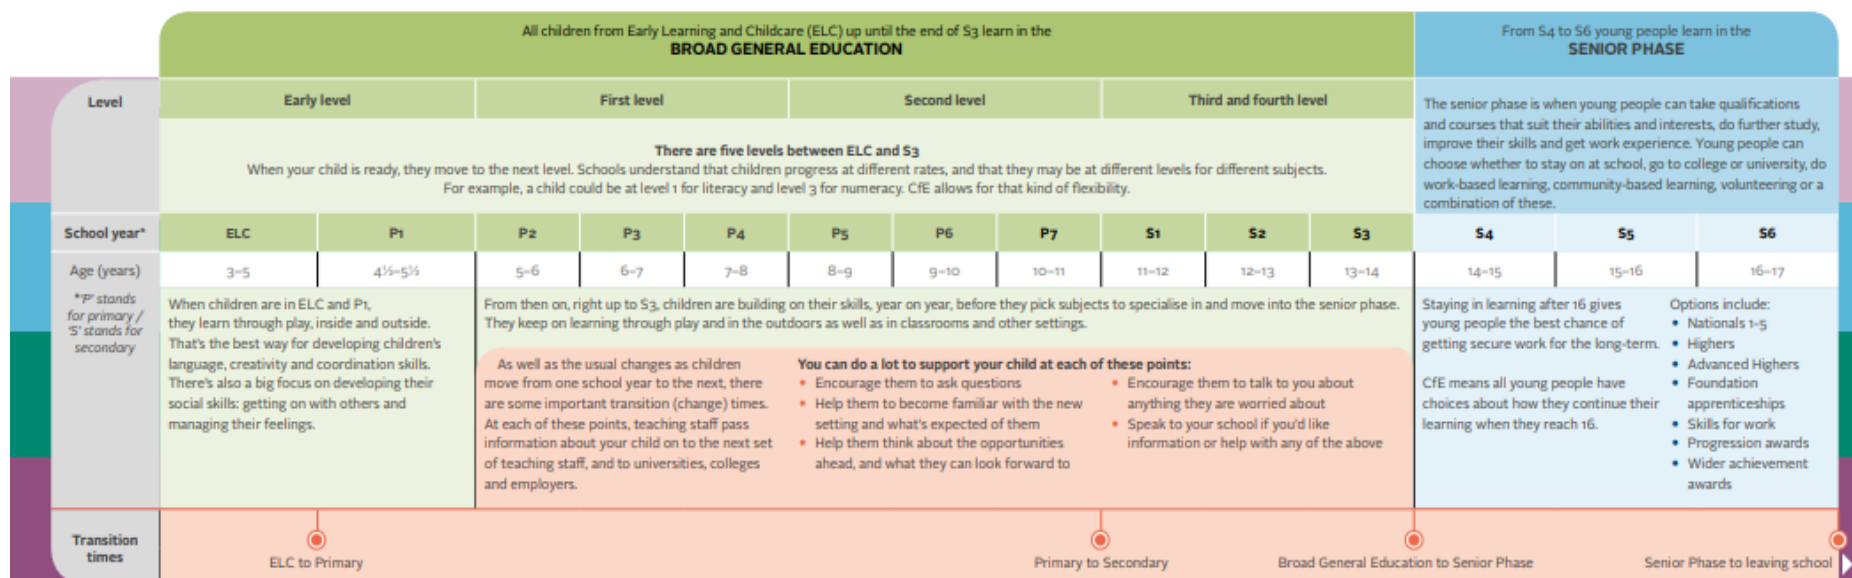 All children from Early Learning and Childcare (ELC) up until the end of S3 learn in the
BROAD GENERAL EDUCATION
From S4 to S6 young people learn in the
SENIOR PHASE
Level
Early level
First level
Second level
Third and fourth level
There are five levels between ELC and S3
When your child is ready, they move to the next level. Schools understand that children progress at different rates, and that they may be at different levels for different subjects.
For example, a child could be at level 1 for literacy and level 3 for numeracy. CfE allows for that kind of flexibility.
The senior phase is when young people can take qualifications
and courses that suit their abilities and interests, do further study,
improve their skills and get work experience. Young people can
choose whether to stay on at school, go to college or university, do
work-based learning, community-based learning, volunteering or a
combination of these.
School year*
ELC
P1
P2
P3
P4
P5
P6
P7
S1
S2
S3
S4
S5
S6
Age (years)
3–5
4½–5½
5–6
6–7
7–8
8–9
9–10
10–11
11–12
12–13
13–14
14–15
15–16
16–17
*'P' stands
for primary /
'S' stands for
secondary
When children are in ELC and P1,
they learn through play, inside and outside.
That's the best way for developing children's
language, creativity and coordination skills.
There's also a big focus on developing their
social skills: getting on with others and
managing their feelings.
From then on, right up to S3, children are building on their skills, year on year, before they pick subjects to specialise in and move into the senior phase.
They keep on learning through play and in the outdoors as well as in classrooms and other settings.
As well as the usual changes as children
move from one school year to the next, there
are some important transition (change) times.
At each of these points, teaching staff pass
information about your child on to the next set
of teaching staff, and to universities, colleges
and employers.
You can do a lot to support your child at each of these points:
• Encourage them to ask questions
• Help them to become familiar with the new
setting and what's expected of them
• Help them think about the opportunities
ahead, and what they can look forward to
• Encourage them to talk to you about
anything they are worried about
• Speak to your school if you'd like
information or help with any of the above
Staying in learning after 16 gives
young people the best chance of
getting secure work for the long-term.
CfE means all young people have
choices about how they continue their
learning when they reach 16.
Options include:
• Nationals 1–5
• Highers
• Advanced Highers
• Foundation
apprenticeships
• Skills for work
• Progression awards
• Wider achievement
awards
Transition
times
ELC to Primary
Primary to Secondary
Broad General Education to Senior Phase
Senior Phase to leaving school